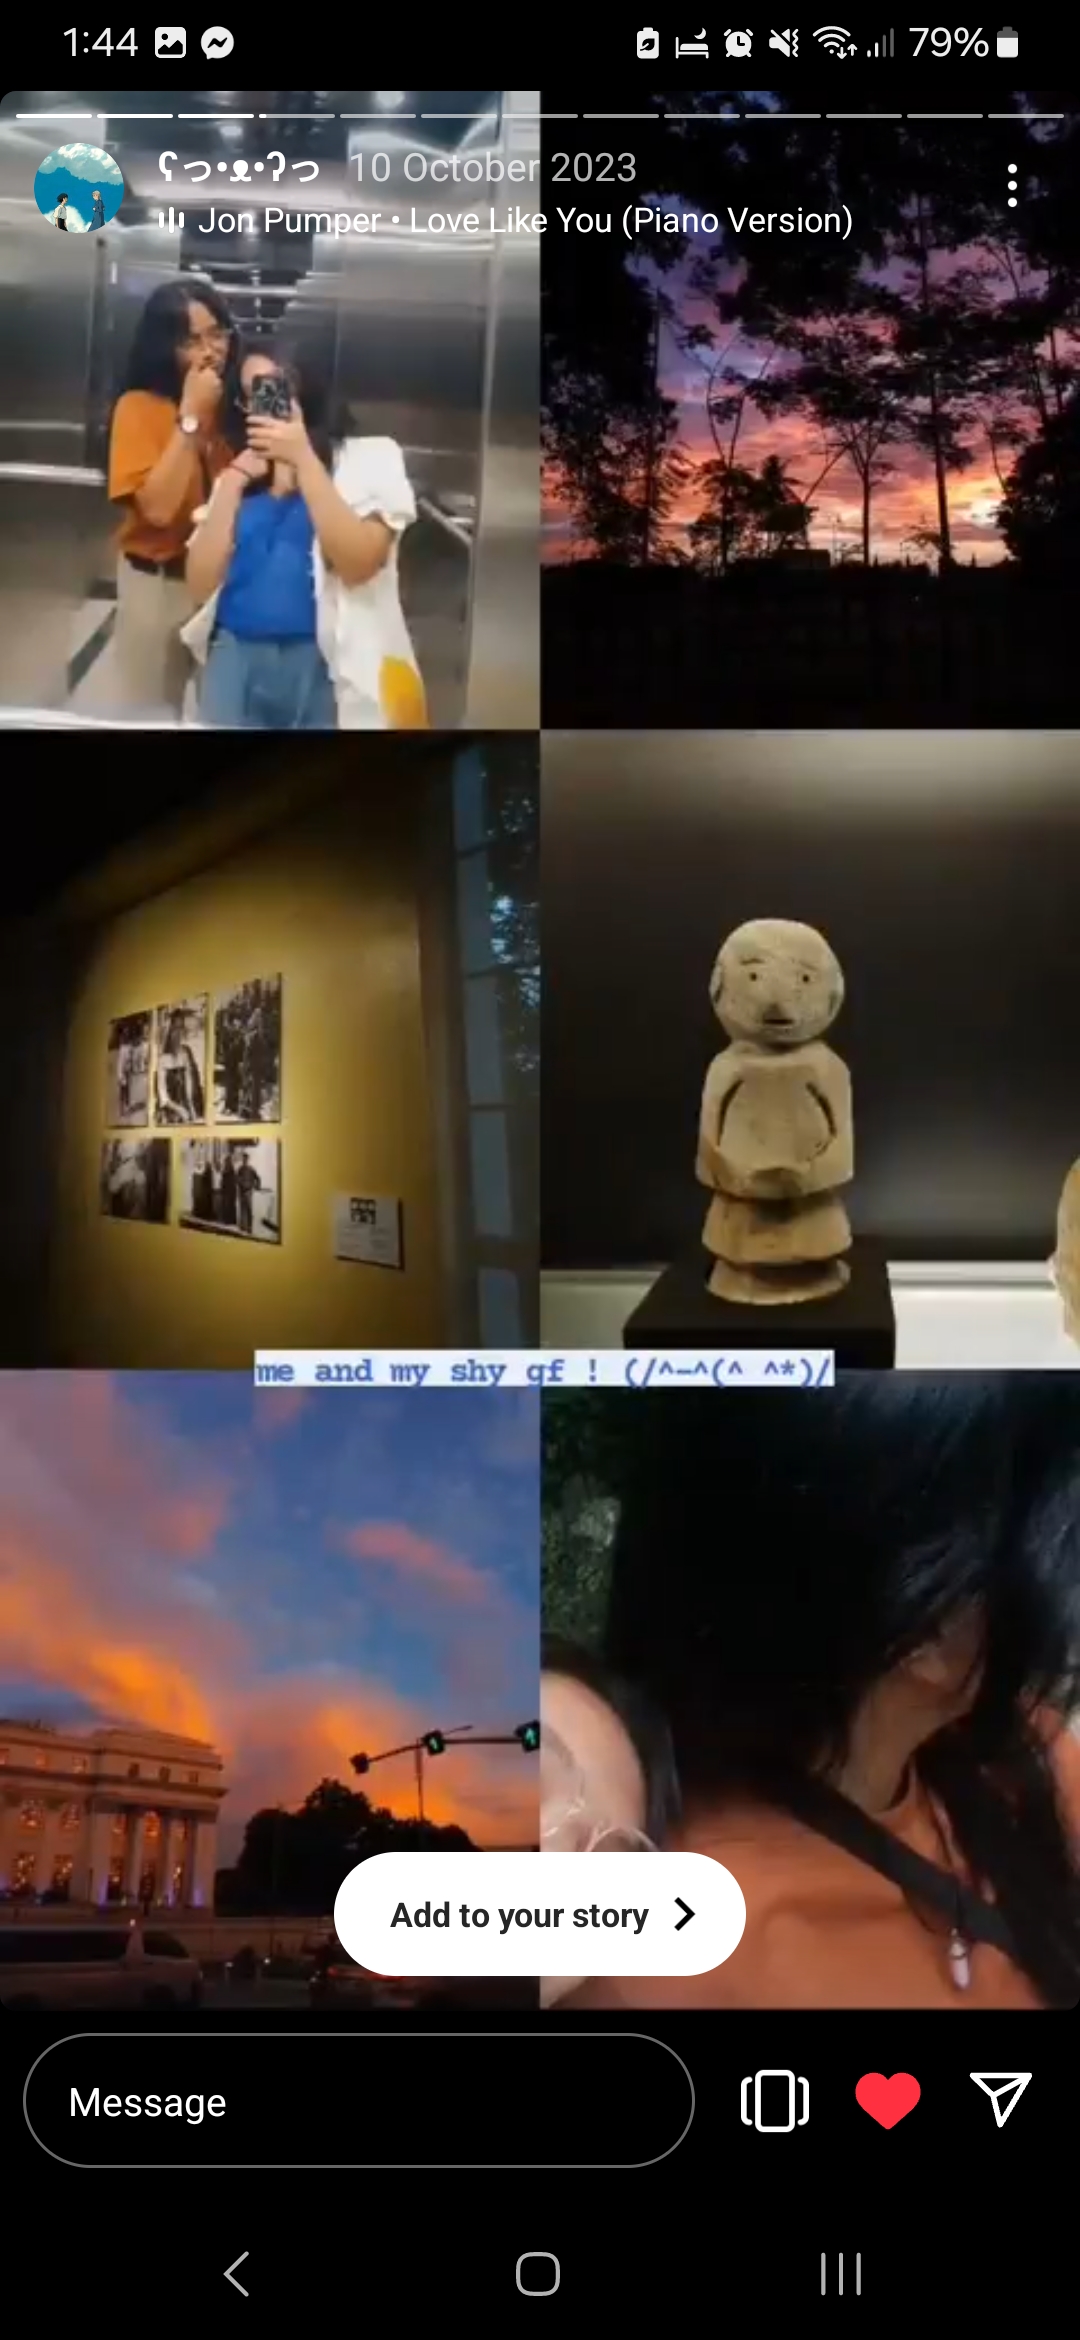 1:44
79%
ʕっ•ᴥ•ʔっ 10 October 2023
Jon Pumper • Love Like You (Piano Version)
me and my shy gf ! (/^-^(^ ^*)/
Add to your story
Message